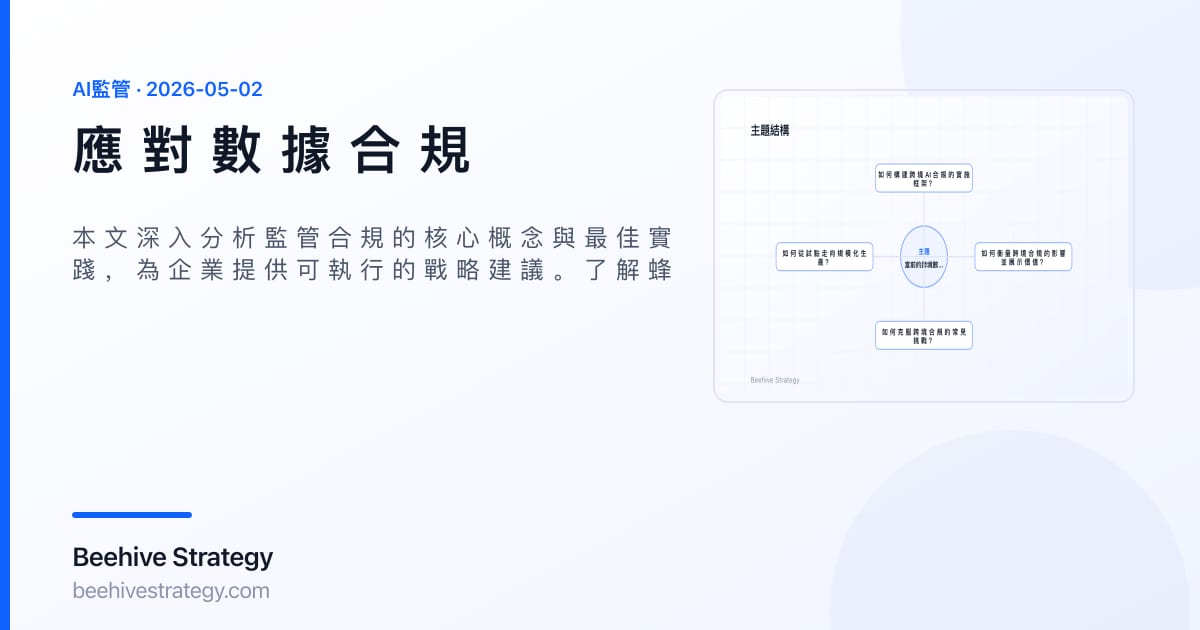 AI監管 · 2026-05-02
應對數據合規
本文深入分析監管合規的核心概念與最佳實
踐，為企業提供可執行的戰略建議。了解蜂
Beehive Strategy
beehivestrategy.com
主題結構
如何構建跨境AI合規的實施
框架？
如何從試點走向規模化生
產？
主題
當前的跨境數...
如何衡量跨境合規的影響
並展示價值？
如何克服跨境合規的常見
挑戰？
Beehive Strategy